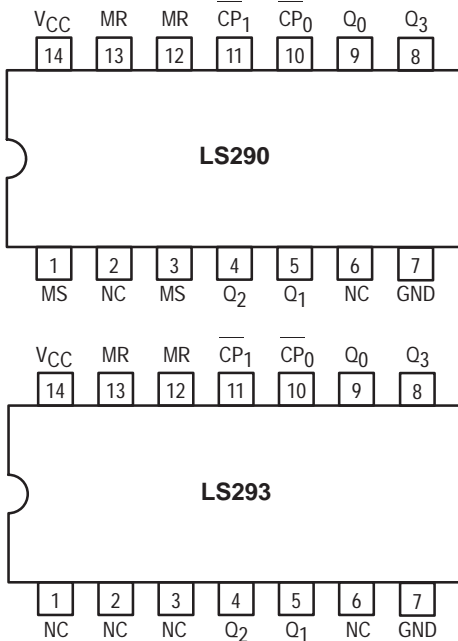 VCC MR MR CP1 CP0 Q0 Q3
14 13 12 11 10 9 8
LS290
1 2 3 4 5 6 7
MS NC MS Q2 Q1 NC GND
VCC MR MR CP1 CP0 Q0 Q3
14 13 12 11 10 9 8
LS293
1 2 3 4 5 6 7
NC NC NC Q2 Q1 NC GND